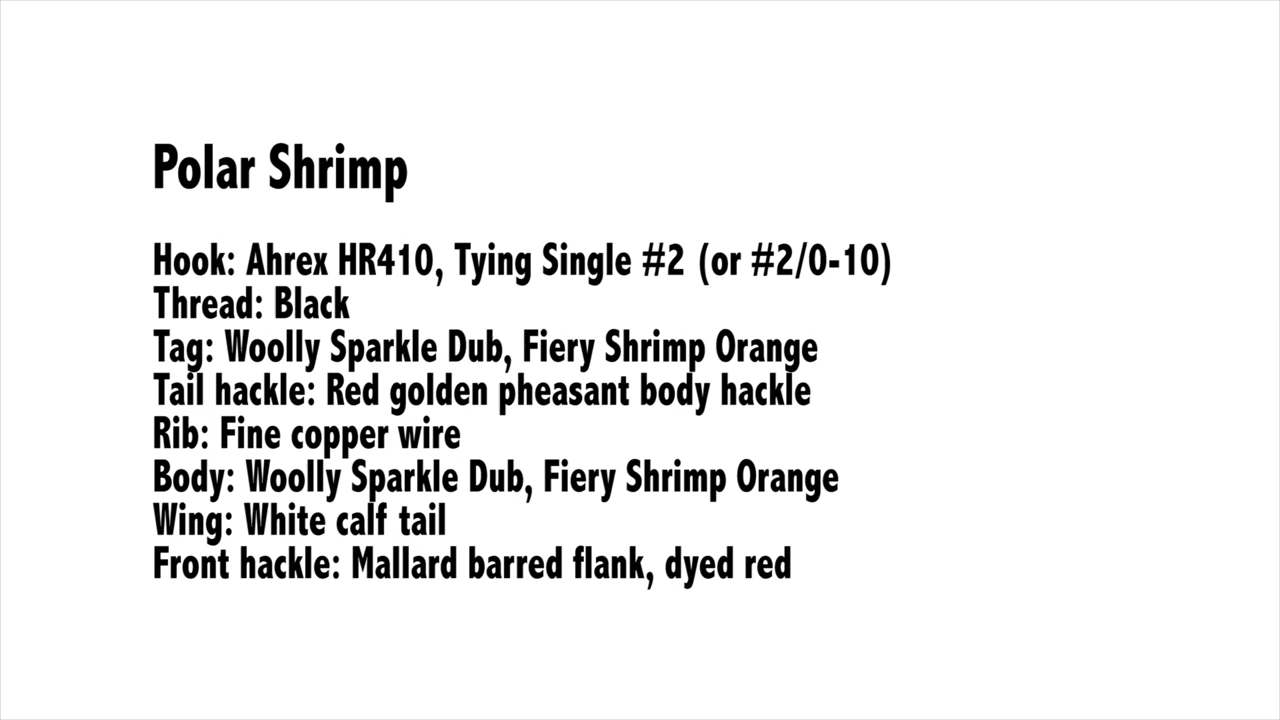 Polar Shrimp
Hook: Ahrex HR410, Tying Single #2 (or #2/0-10)
Thread: Black
Tag: Woolly Sparkle Dub, Fiery Shrimp Orange
Tail hackle: Red golden pheasant body hackle
Rib: Fine copper wire
Body: Woolly Sparkle Dub, Fiery Shrimp Orange
Wing: White calf tail
Front hackle: Mallard barred flank, dyed red